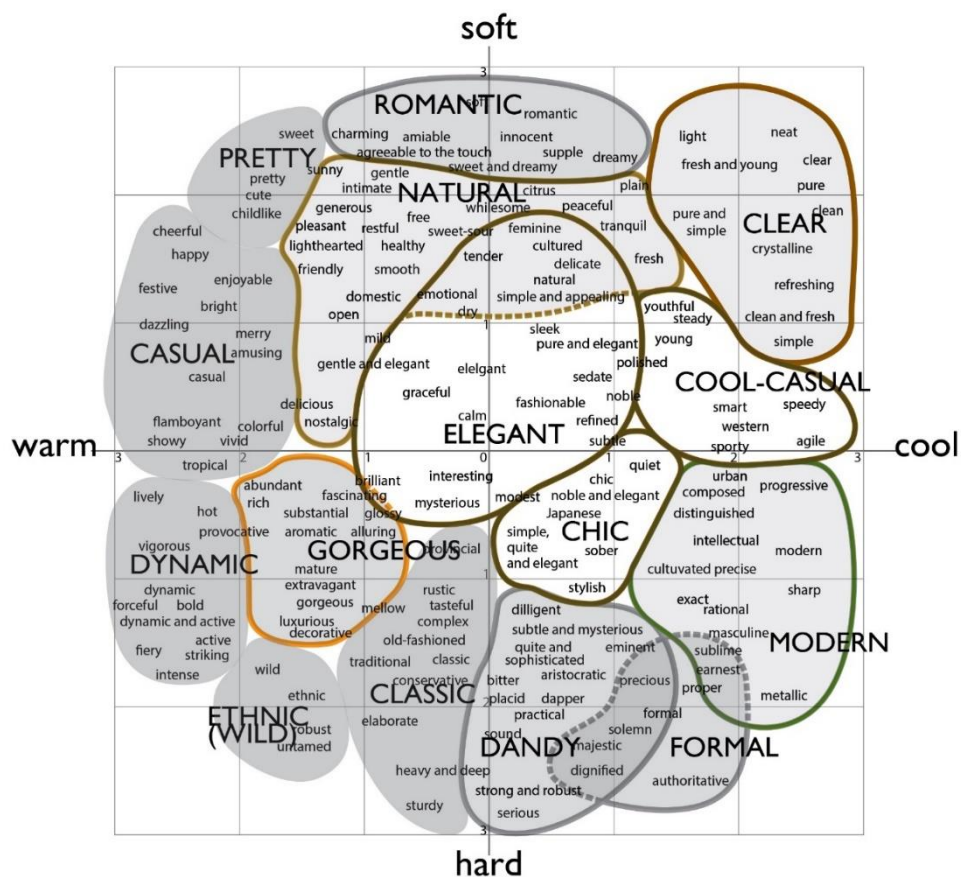 soft
3
ROMANTIC
soft
romantic
sweet
charming
amiable
innocent
light
neat
PRETTY
agreeable to the touch
supple
dreamy
fresh and young
clear
sunny
gentle
sweet and dreamy
pretty
intimate
NATURAL
citrus
plain
pure
cute
generous
free
wholesome
peaceful
childlike
pleasant
restful
sweet-sour
feminine
tranquil
pure and
simple
CLEAR
clean
cheerful
lighthearted
healthy
cultured
crystalline
happy
friendly
smooth
tender
delicate
fresh
festive
enjoyable
natural
refreshing
bright
domestic
emotional
simple and appealing
youthful
dazzling
open
dry
1
steady
clean and fresh
merry
mild
sleek
young
simple
CASUAL
amusing
pure and elegant
casual
gentle and elegant
elelgant
polished
COOL-CASUAL
sedate
graceful
noble
delicious
fashionable
smart
speedy
flamboyant
colorful
nostalgic
calm
refined
western
showy
vivid
ELEGANT
subtle
sporty
agile
warm
3
2
1
0
1
2
3
cool
tropical
quiet
abundant
brilliant
interesting
chic
urban
progressive
lively
rich
fascinating
mysterious
modest
noble and elegant
composed
hot
substantial
glossy
Japanese
distinguished
provocative
aromatic
alluring
simple,
quite
and elegant
CHIC
intellectual
vigorous
GORGEOUS
provincial
sober
modern
DYNAMIC
mature
cultuvated precise
dynamic
extravagant
1
rustic
stylish
sharp
forceful
bold
gorgeous
mellow
tasteful
dilligent
exact
rational
dynamic and active
luxurious
complex
active
decorative
old-fashioned
subtle and mysterious
masculine
MODERN
fiery
striking
traditional
classic
quite and
sophisticated
eminent
sublime
intense
wild
conservative
aristocratic
earnest
ethnic
CLASSIC
bitter
precious
proper
metallic
ETHNIC
(WILD)
robust
untamed
elaborate
2
placid
dapper
practical
formal
sound
solemn
DANDY
majestic
FORMAL
heavy and deep
dignified
authoritative
sturdy
strong and robust
serious
3
hard